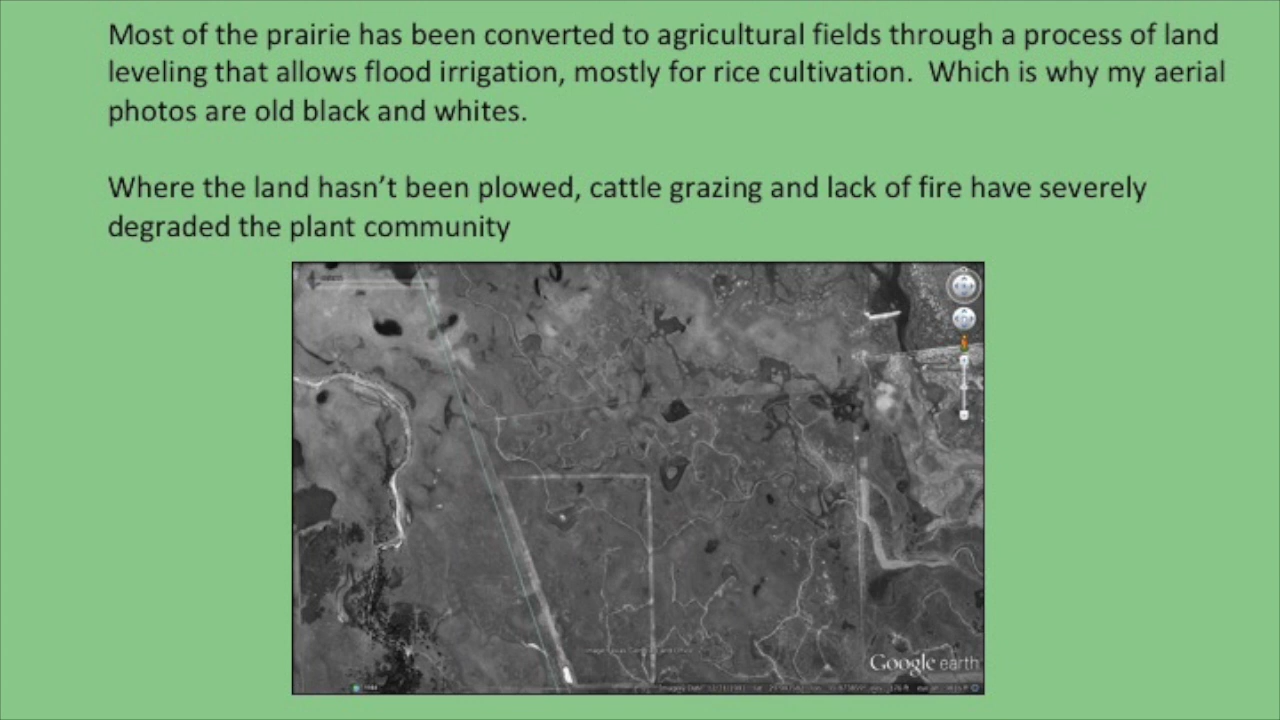 Most of the prairie has been converted to agricultural fields through a process of land
leveling that allows flood irrigation, mostly for rice cultivation.  Which is why my aerial
photos are old black and whites.
Where the land hasn't been plowed, cattle grazing and lack of fire have severely
degraded the plant community
Google earth